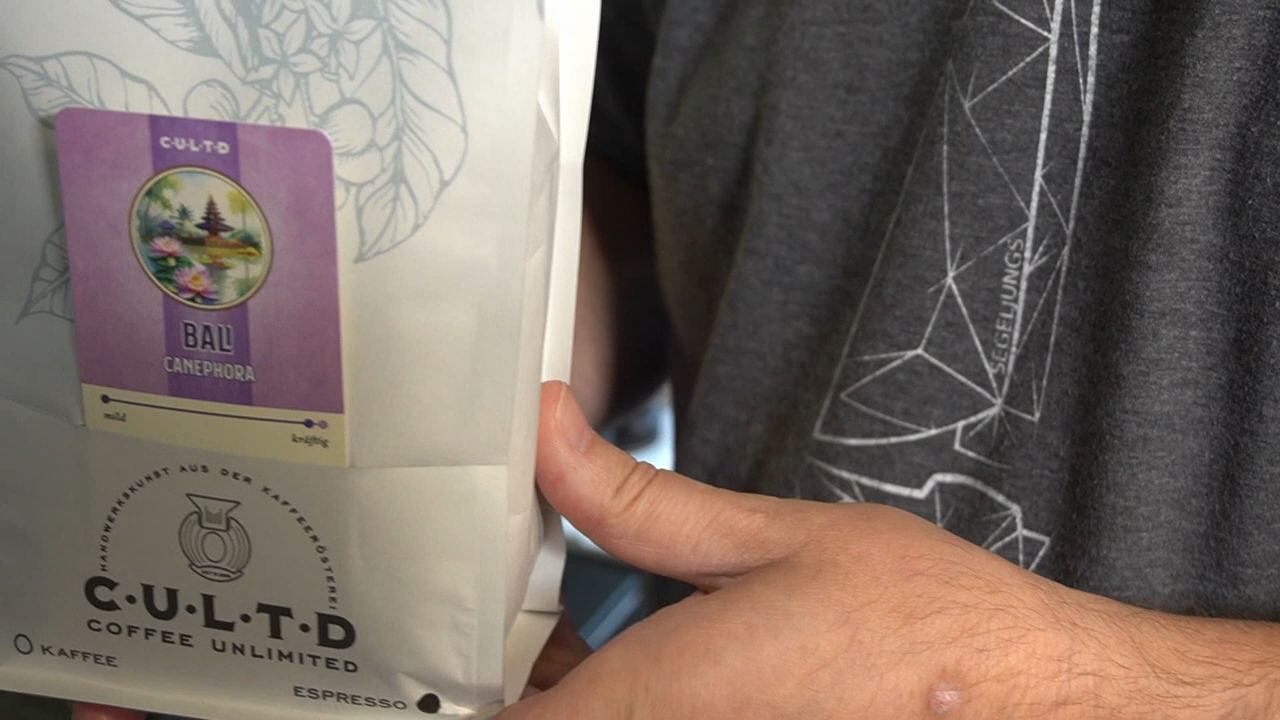 C·U·L·T·D
BALI
CANEPHORA
mild
kräftig
HANDWERKSKUNST AUS DER KAFFEERÖSTEREI
C·U·L·T·D
COFFEE UNLIMITED
KAFFEE
ESPRESSO
SEGELJUNGS